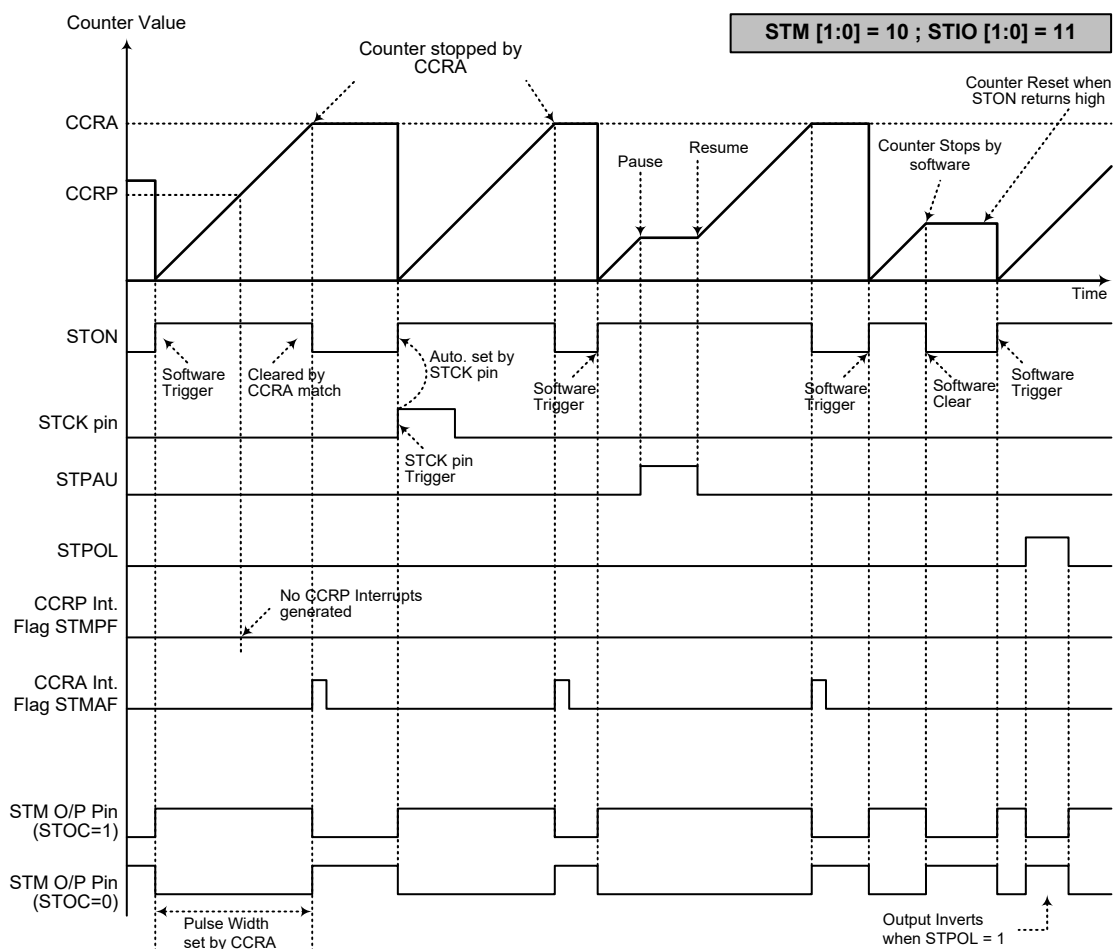 Counter Value
STM [1:0] = 10 ; STIO [1:0] = 11
Counter stopped by
CCRA
Counter Reset when
STON returns high
CCRA
Pause
Resume
Counter Stops by
software
CCRP
Time
STON
Software
Trigger
Cleared by
CCRA match
Auto. set by
STCK pin
Software
Trigger
Software
Trigger
Software
Clear
Software
Trigger
STCK pin
STCK pin
Trigger
STPAU
STPOL
No CCRP Interrupts
generated
CCRP Int.
Flag STMPF
CCRA Int.
Flag STMAF
STM O/P Pin
(STOC=1)
STM O/P Pin
(STOC=0)
Pulse Width
set by CCRA
Output Inverts
when STPOL = 1